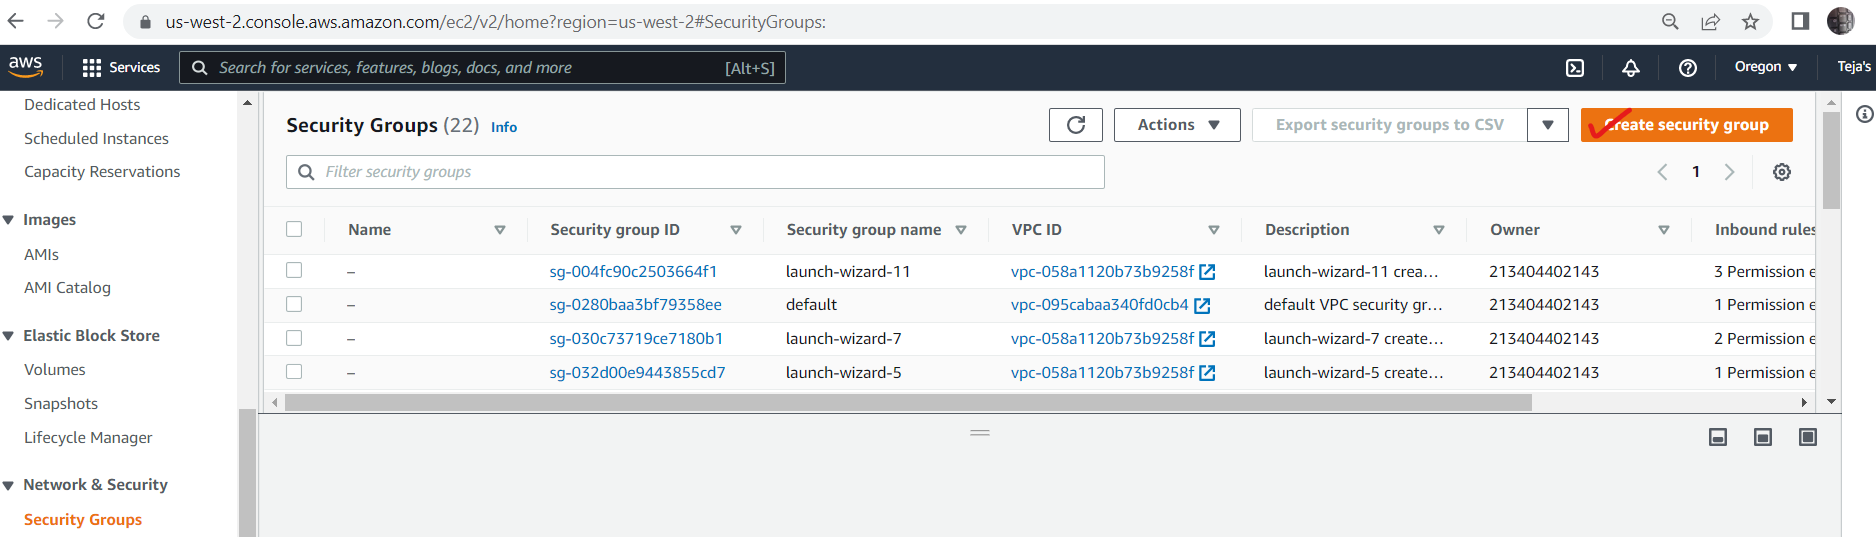 us-west-2.console.aws.amazon.com/ec2/v2/home?region=us-west-2#SecurityGroups:
aws Services Search for services, features, blogs, docs, and more [Alt+S] Oregon Teja's
Dedicated Hosts
Scheduled Instances
Capacity Reservations
Images
AMIs
AMI Catalog
Elastic Block Store
Volumes
Snapshots
Lifecycle Manager
Network & Security
Security Groups
Security Groups (22) Info Actions Export security groups to CSV Create security group
Filter security groups 1
Name Security group ID Security group name VPC ID Description Owner Inbound rules
– sg-004fc90c2503664f1 launch-wizard-11 vpc-058a1120b73b9258f launch-wizard-11 crea... 213404402143 3 Permission e
– sg-0280baa3bf79358ee default vpc-095cabaa340fd0cb4 default VPC security gr... 213404402143 1 Permission e
– sg-030c73719ce7180b1 launch-wizard-7 vpc-058a1120b73b9258f launch-wizard-7 create... 213404402143 2 Permission e
– sg-032d00e9443855cd7 launch-wizard-5 vpc-058a1120b73b9258f launch-wizard-5 create... 213404402143 1 Permission e